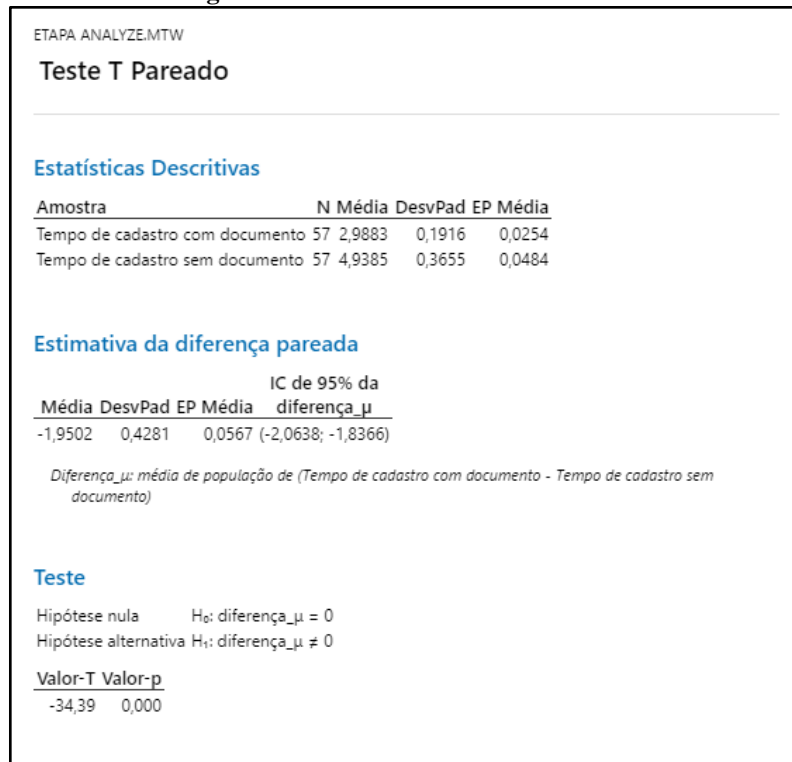 ETAPA ANALYZE.MTW
Teste T Pareado
Estatísticas Descritivas
Amostra N Média DesvPad EP Média
Tempo de cadastro com documento 57 2,9883 0,1916 0,0254
Tempo de cadastro sem documento 57 4,9385 0,3655 0,0484
Estimativa da diferença pareada
IC de 95% da
Média DesvPad EP Média diferença_µ
-1,9502 0,4281 0,0567 (-2,0638; -1,8366)
Diferença_µ: média de população de (Tempo de cadastro com documento - Tempo de cadastro sem
documento)
Teste
Hipótese nula H₀: diferença_µ = 0
Hipótese alternativa H₁: diferença_µ ≠ 0
Valor-T Valor-p
-34,39 0,000